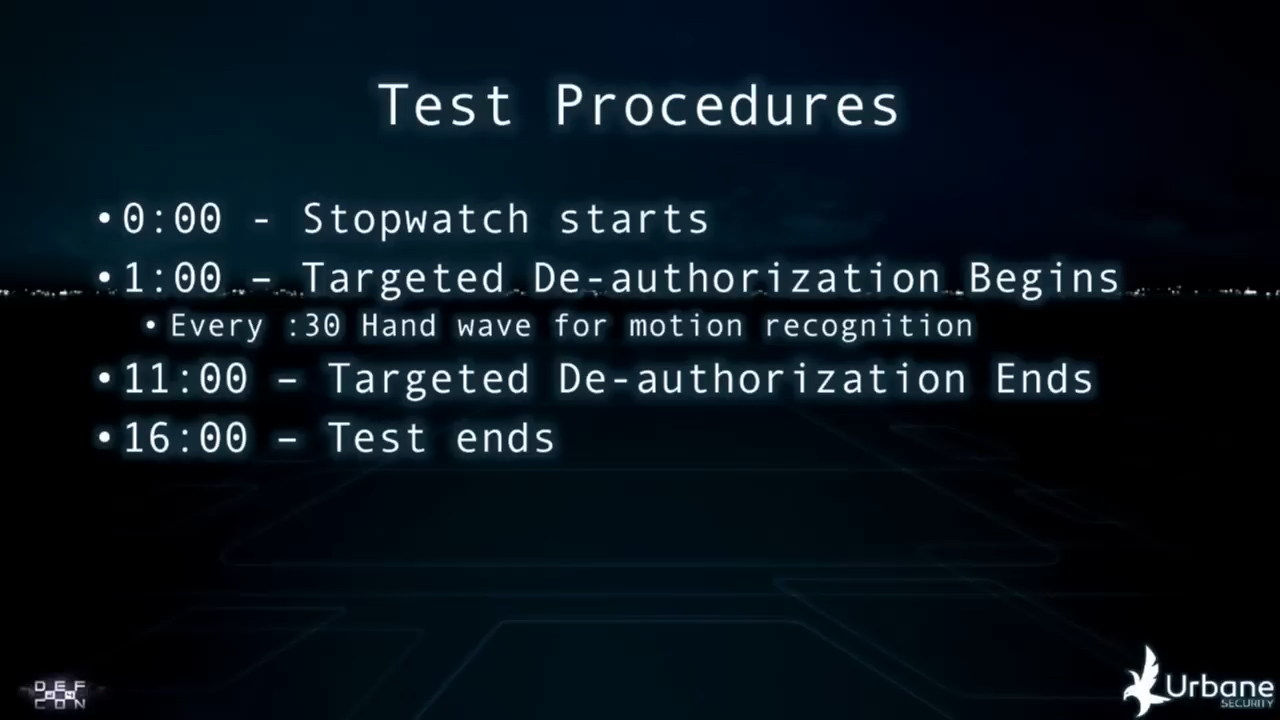 Test Procedures
•0:00 - Stopwatch starts
•1:00 – Targeted De-authorization Begins
•Every :30 Hand wave for motion recognition
•11:00 – Targeted De-authorization Ends
•16:00 – Test ends
DEF
CON
Urbane
SECURITY